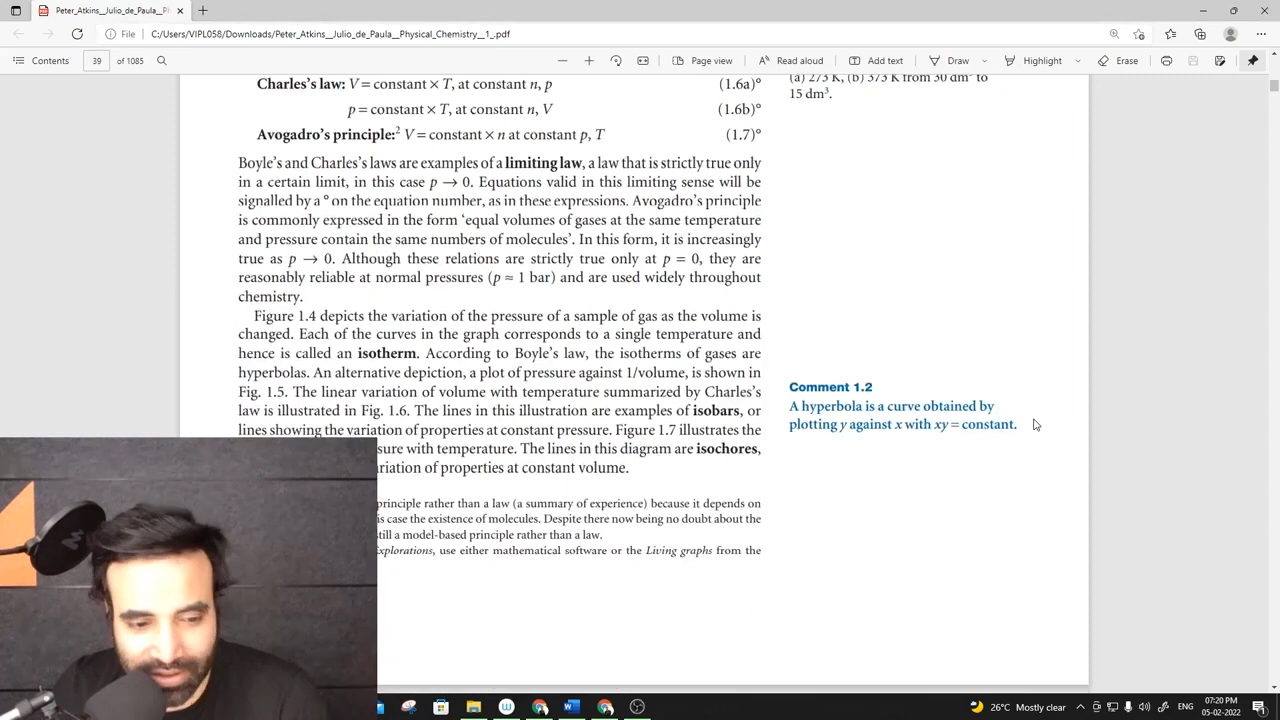 Peter_Atkins__Julio_de_Paula__Ph
File
C:/Users/VIPL058/Downloads/Peter_Atkins__Julio_de_Paula__Physical_Chemistry__1_.pdf
Contents
39
of 1085
Page view
Read aloud
Add text
Draw
Highlight
Erase
Charles's law: V = constant × T, at constant n, p (1.6a)°
p = constant × T, at constant n, V (1.6b)°
Avogadro's principle:² V = constant × n at constant p, T (1.7)°
Boyle's and Charles's laws are examples of a limiting law, a law that is strictly true only
in a certain limit, in this case p → 0. Equations valid in this limiting sense will be
signalled by a ° on the equation number, as in these expressions. Avogadro's principle
is commonly expressed in the form 'equal volumes of gases at the same temperature
and pressure contain the same numbers of molecules'. In this form, it is increasingly
true as p → 0. Although these relations are strictly true only at p = 0, they are
reasonably reliable at normal pressures (p ≈ 1 bar) and are used widely throughout
chemistry.
Figure 1.4 depicts the variation of the pressure of a sample of gas as the volume is
changed. Each of the curves in the graph corresponds to a single temperature and
hence is called an isotherm. According to Boyle's law, the isotherms of gases are
hyperbolas. An alternative depiction, a plot of pressure against 1/volume, is shown in
Fig. 1.5. The linear variation of volume with temperature summarized by Charles's
law is illustrated in Fig. 1.6. The lines in this illustration are examples of isobars, or
lines showing the variation of properties at constant pressure. Figure 1.7 illustrates the
sure with temperature. The lines in this diagram are isochores,
riation of properties at constant volume.
principle rather than a law (a summary of experience) because it depends on
is case the existence of molecules. Despite there now being no doubt about the
still a model-based principle rather than a law.
Explorations, use either mathematical software or the Living graphs from the
(a) 273 K, (b) 373 K from 30 dm³ to
15 dm³.
Comment 1.2
A hyperbola is a curve obtained by
plotting y against x with xy = constant.
26°C Mostly clear
ENG
07:20 PM
05-02-2022